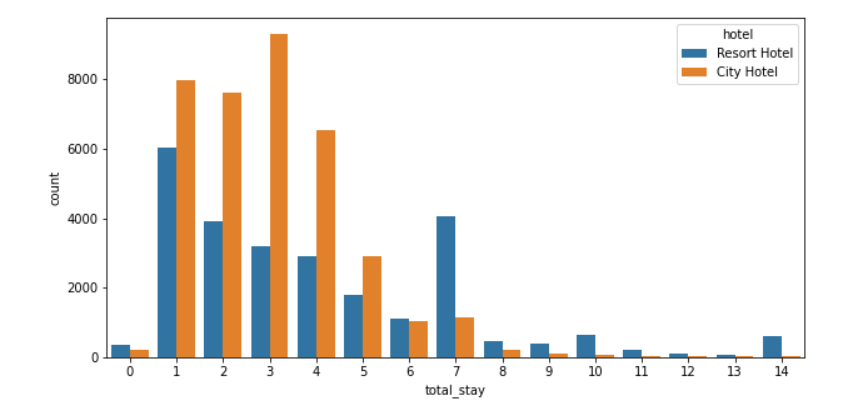 hotel
Resort Hotel
City Hotel
8000
6000
4000
2000
0
count
0 1 2 3 4 5 6 7 8 9 10 11 12 13 14
total_stay